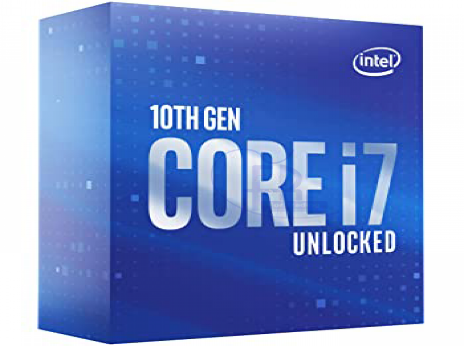 intel
10TH GEN
CORE i7
UNLOCKED